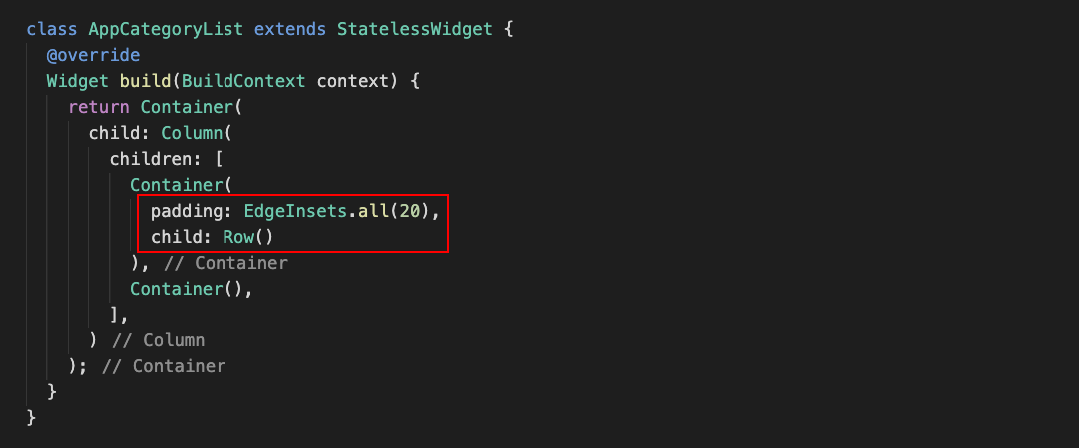 class AppCategoryList extends StatelessWidget {
@override
Widget build(BuildContext context) {
return Container(
child: Column(
children: [
Container(
padding: EdgeInsets.all(20),
child: Row()
), // Container
Container(),
],
) // Column
); // Container
}
}